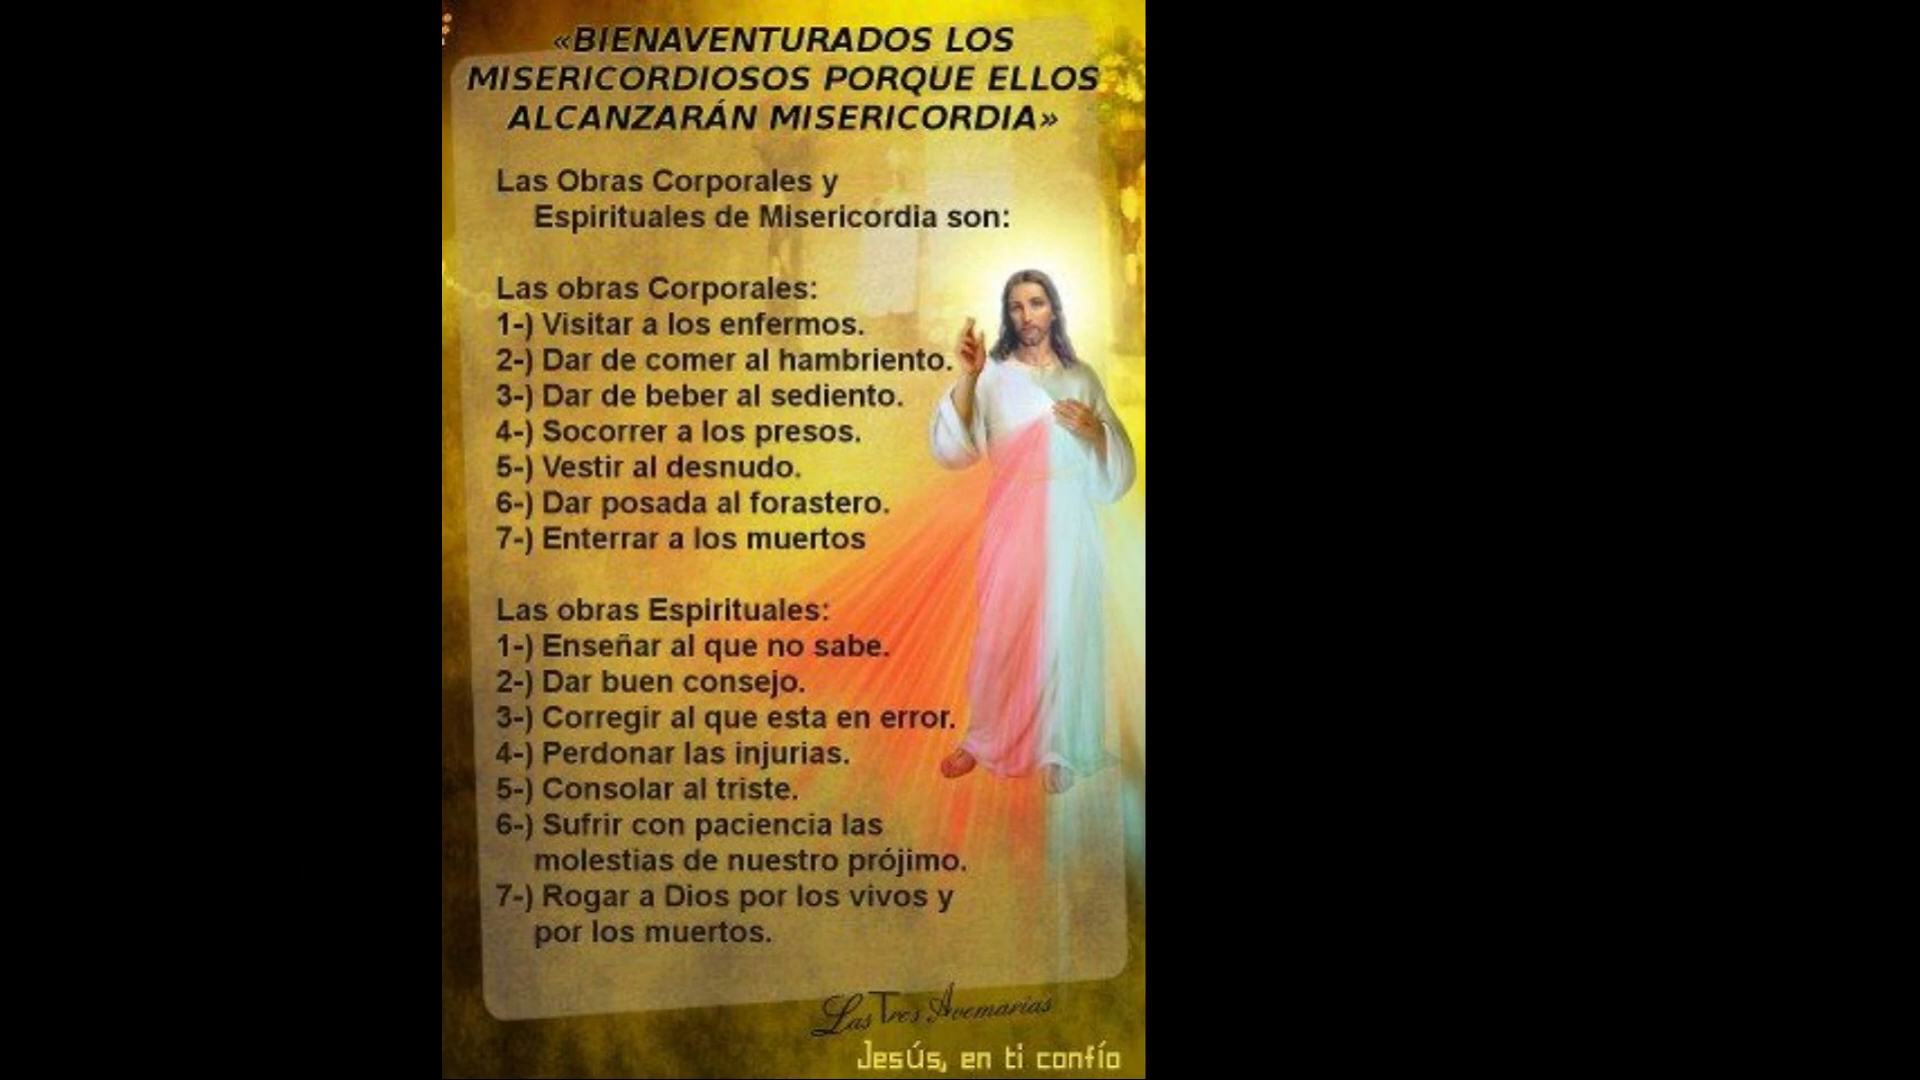 «BIENAVENTURADOS LOS
MISERICORDIOSOS PORQUE ELLOS
ALCANZARÁN MISERICORDIA»
Las Obras Corporales y
Espirituales de Misericordia son:
Las obras Corporales:
1-) Visitar a los enfermos.
2-) Dar de comer al hambriento.
3-) Dar de beber al sediento.
4-) Socorrer a los presos.
5-) Vestir al desnudo.
6-) Dar posada al forastero.
7-) Enterrar a los muertos
Las obras Espirituales:
1-) Enseñar al que no sabe.
2-) Dar buen consejo.
3-) Corregir al que esta en error.
4-) Perdonar las injurias.
5-) Consolar al triste.
6-) Sufrir con paciencia las
molestias de nuestro prójimo.
7-) Rogar a Dios por los vivos y
por los muertos.
Las Tres Avemarías
Jesús, en ti confío